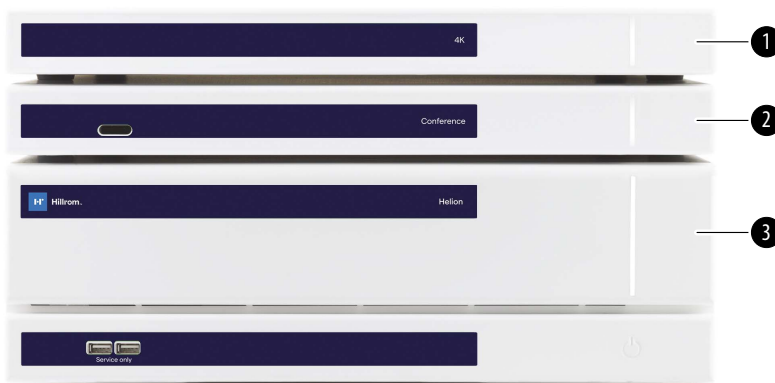 4K
1
Conference
2
H Hillrom.
Helion
3
Service only